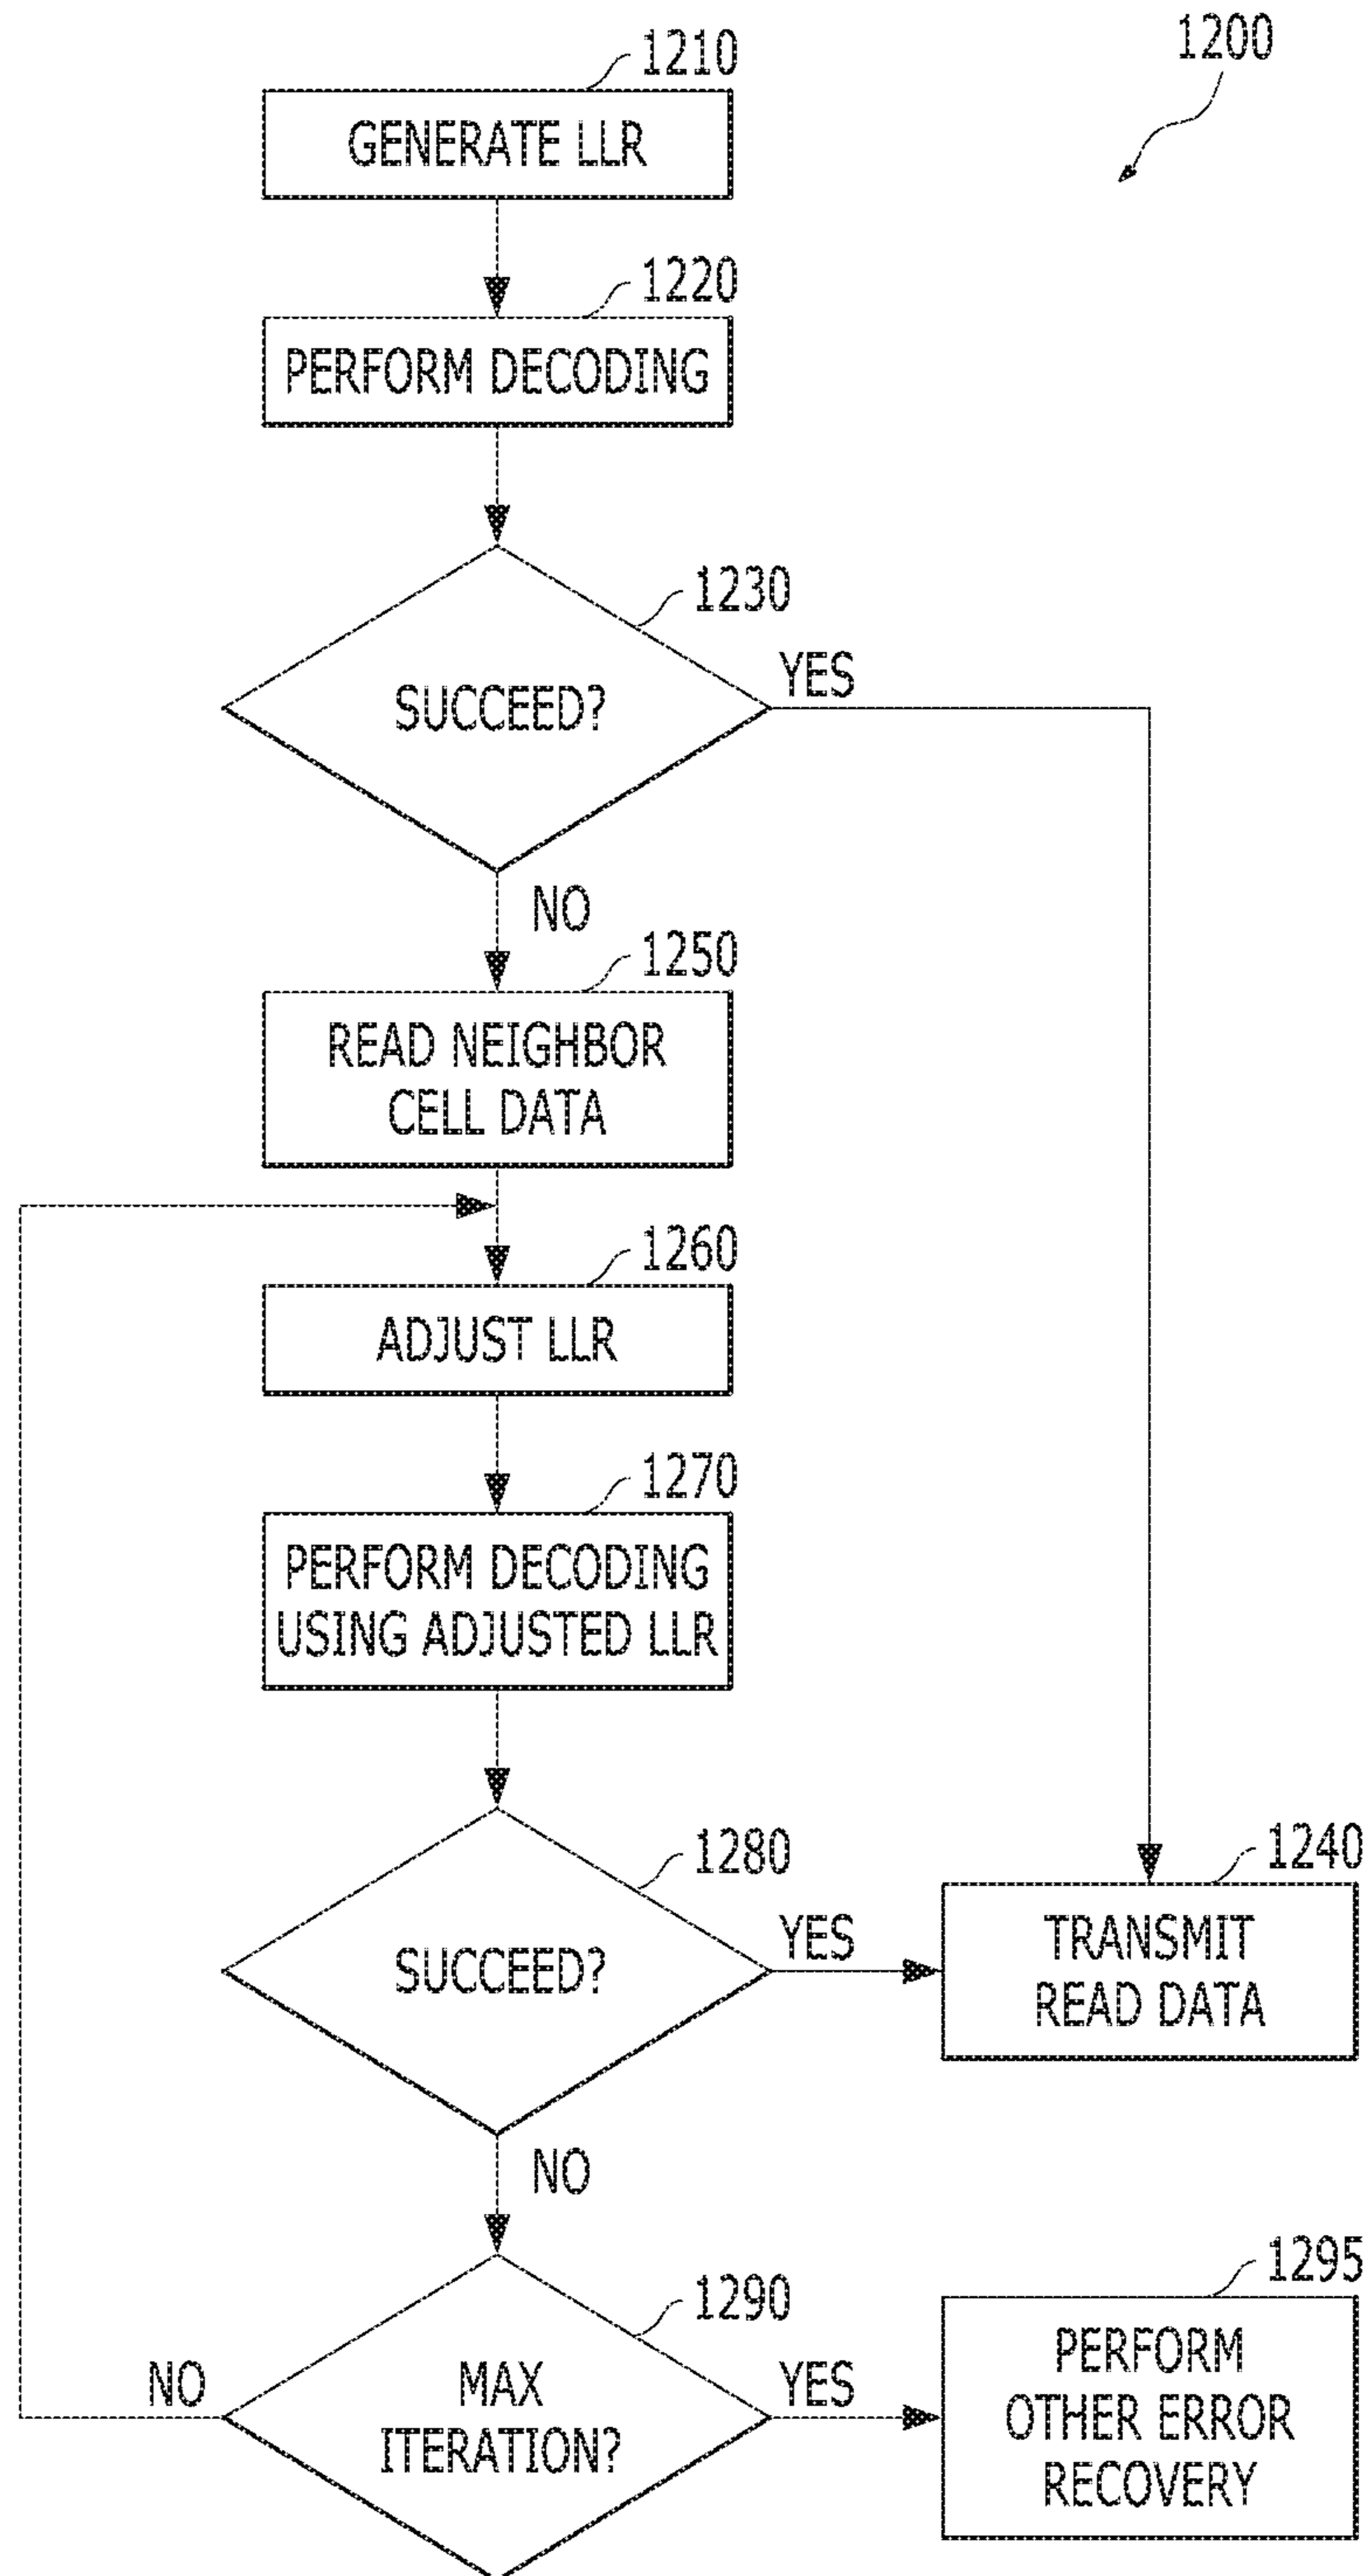 1200
1210
GENERATE LLR
1220
PERFORM DECODING
1230
SUCCEED?
YES
NO
1250
READ NEIGHBOR
CELL DATA
1260
ADJUST LLR
1270
PERFORM DECODING
USING ADJUSTED LLR
1280
SUCCEED?
YES
1240
TRANSMIT
READ DATA
NO
1290
MAX
ITERATION?
NO
YES
1295
PERFORM
OTHER ERROR
RECOVERY